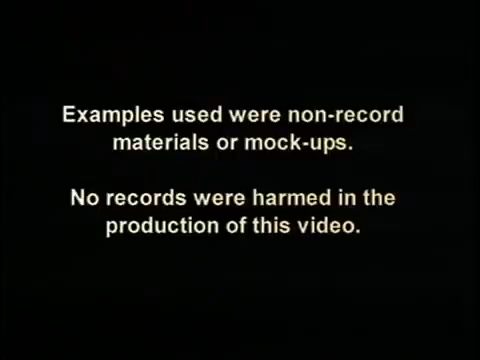 Examples used were non-record
materials or mock-ups.
No records were harmed in the
production of this video.